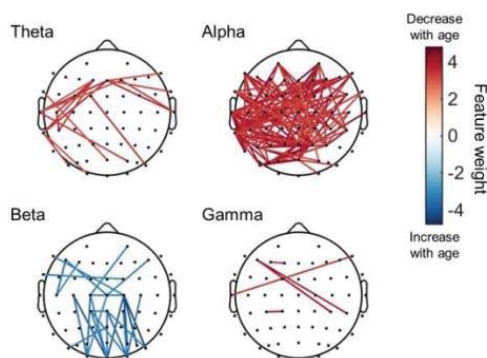 Theta
Alpha
Decrease
with age
4
2
0
-2
-4
Feature weight
Increase
with age
Beta
Gamma